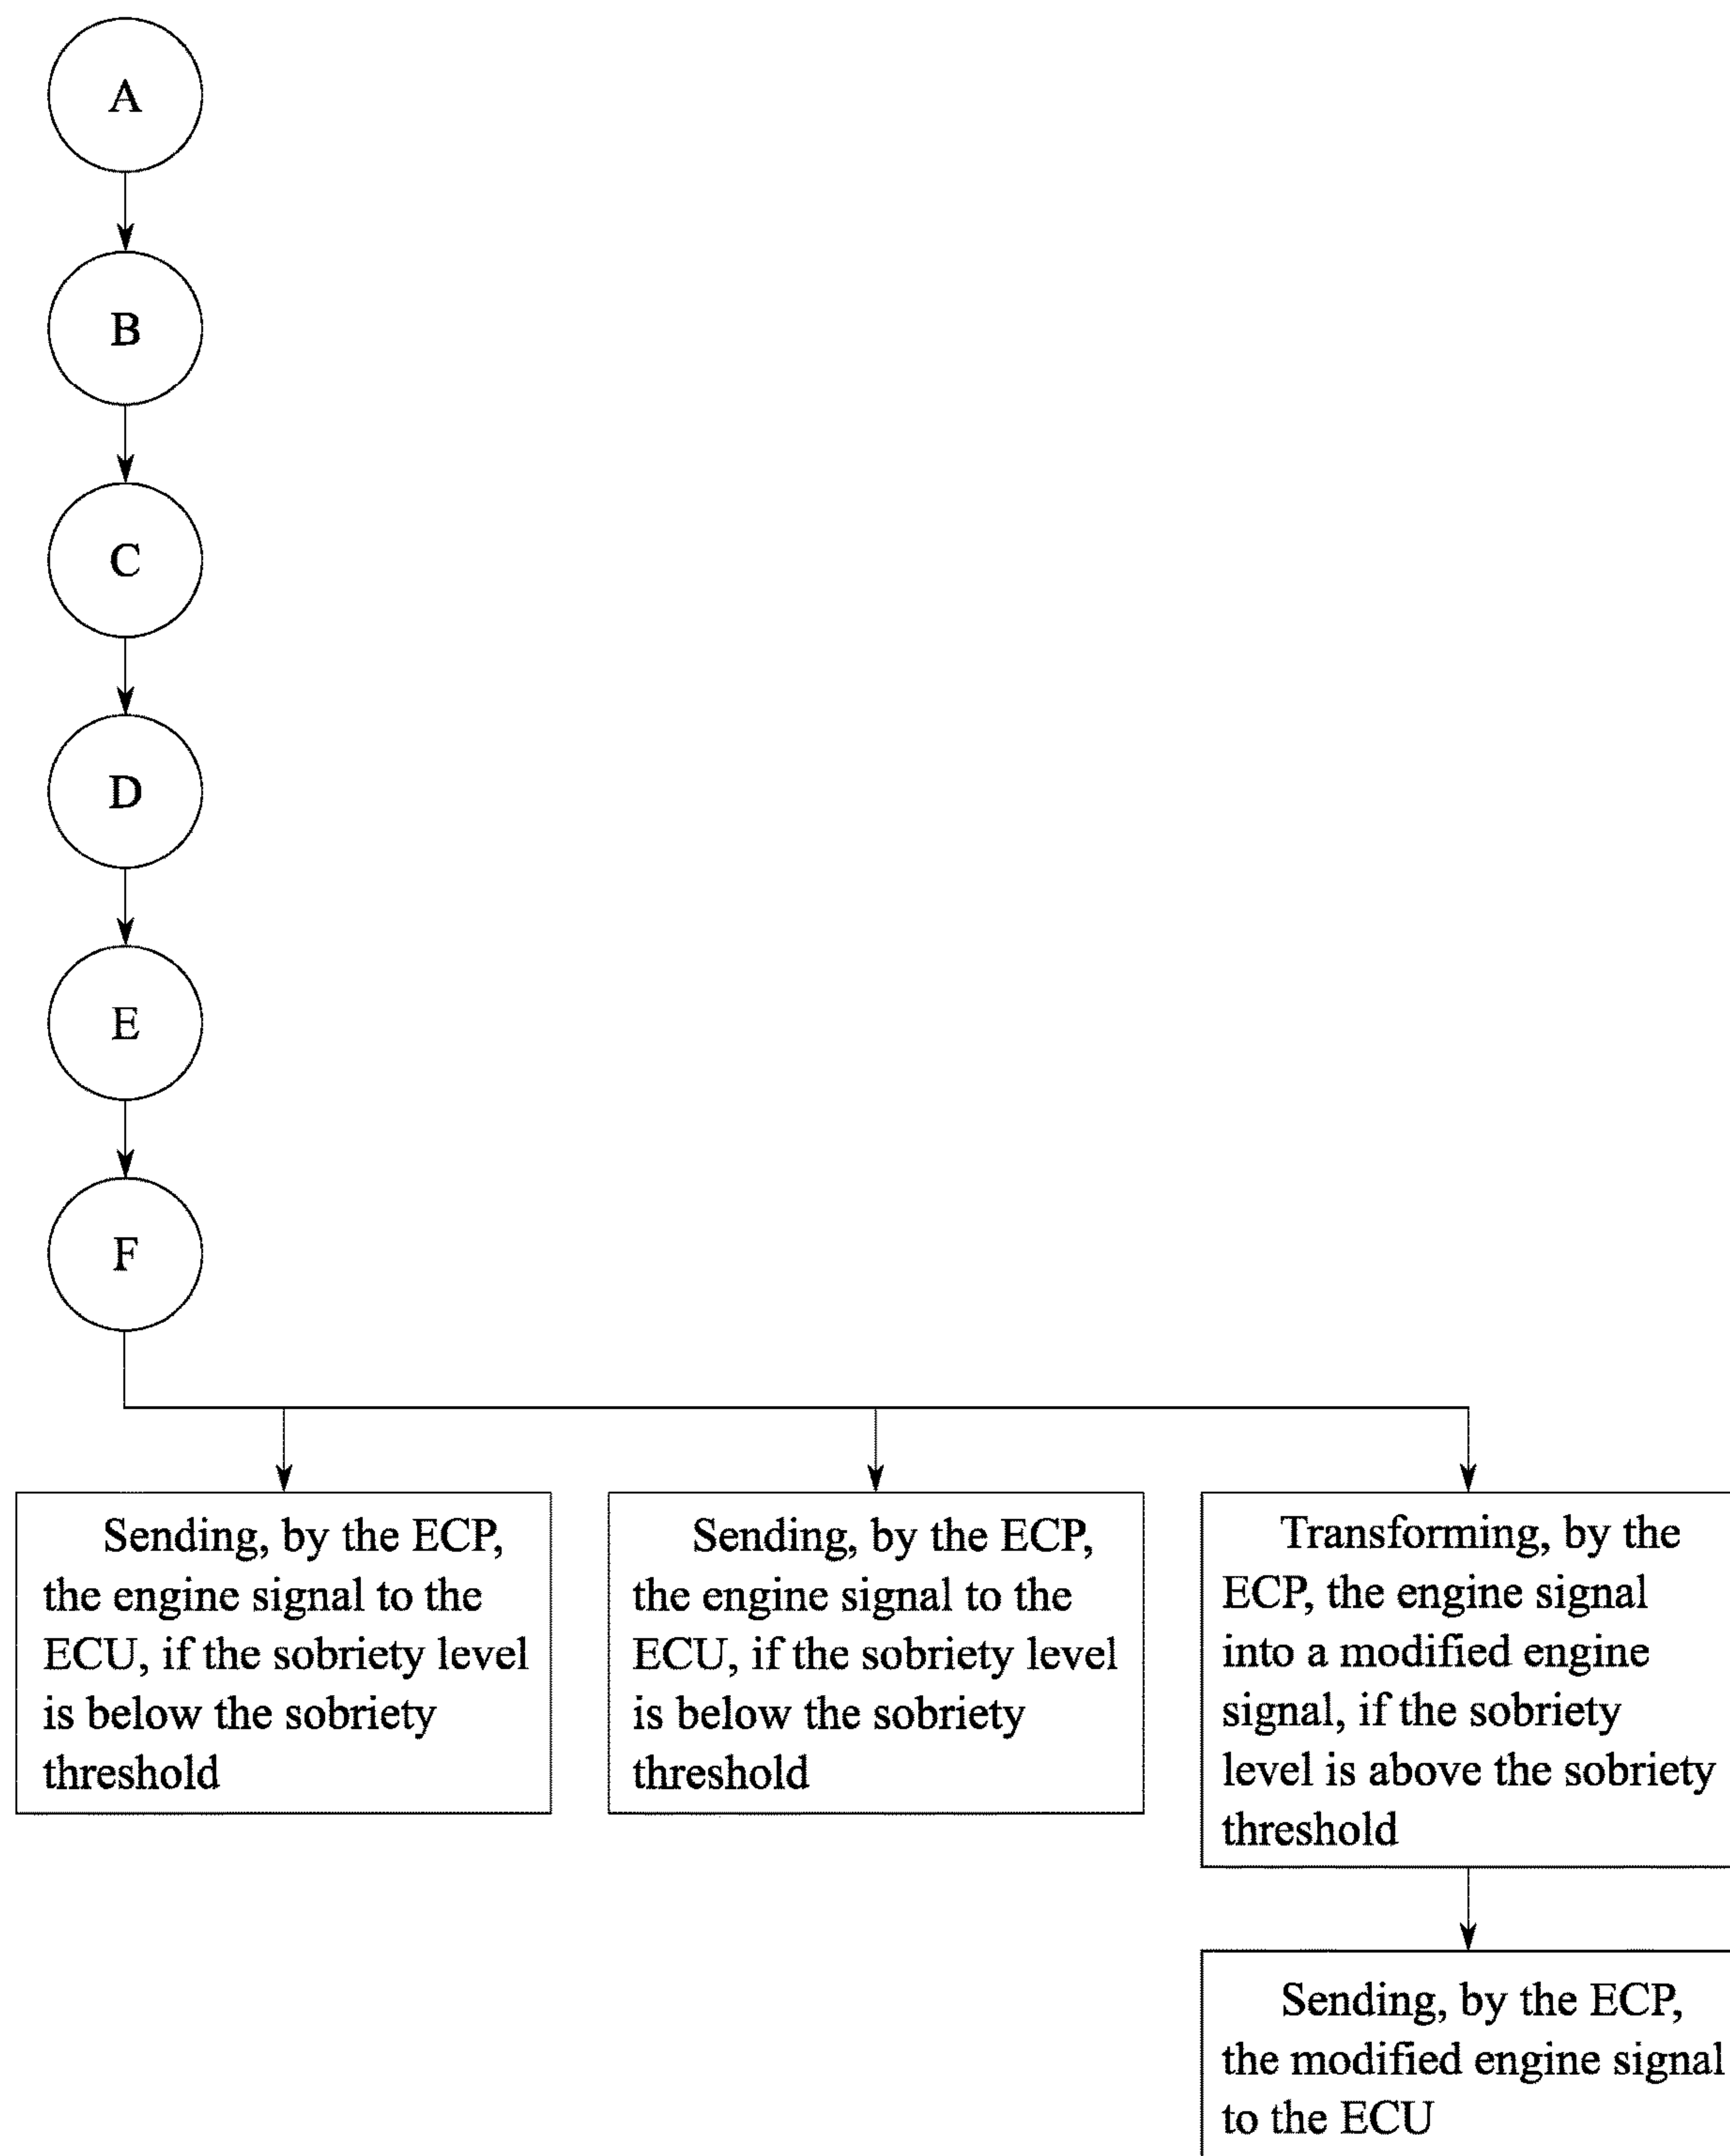 A
B
C
D
E
F
Sending, by the ECP,
the engine signal to the
ECU, if the sobriety level
is below the sobriety
threshold
Sending, by the ECP,
the engine signal to the
ECU, if the sobriety level
is below the sobriety
threshold
Transforming, by the
ECP, the engine signal
into a modified engine
signal, if the sobriety
level is above the sobriety
threshold
Sending, by the ECP,
the modified engine signal
to the ECU